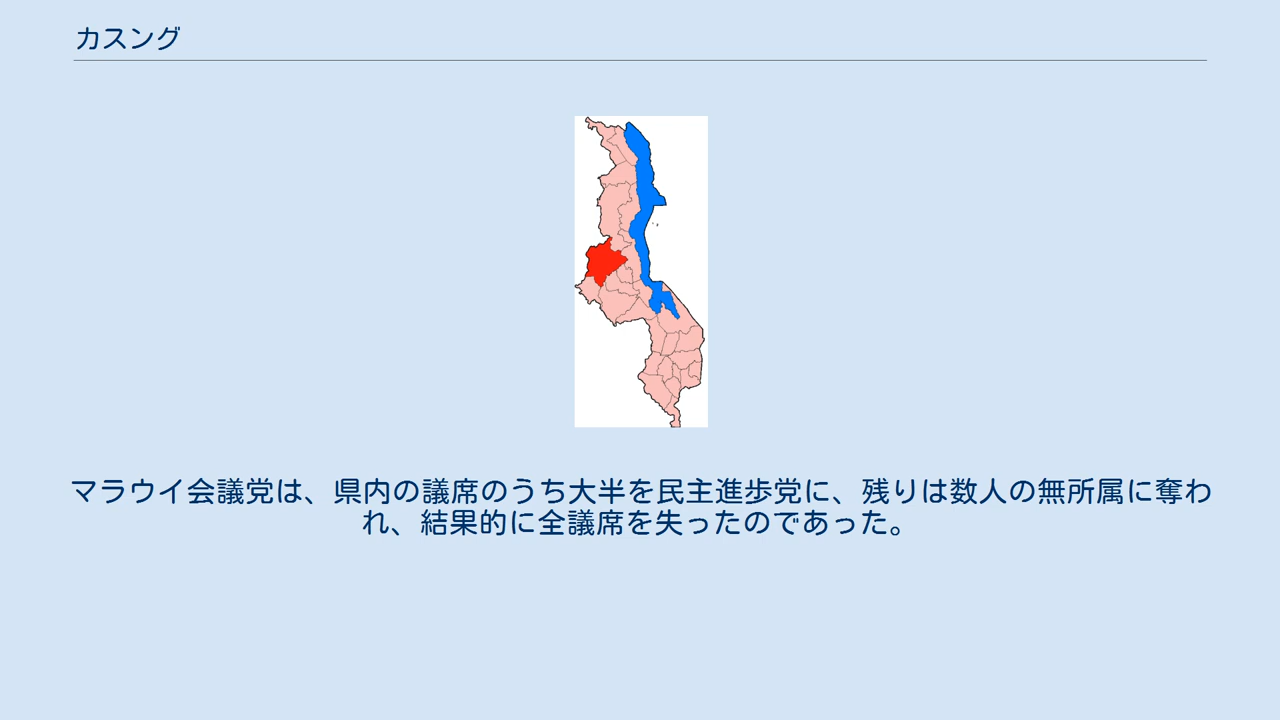 カスング
マラウイ会議党は、県内の議席のうち大半を民主進歩党に、残りは数人の無所属に奪わ
れ、結果的に全議席を失ったのであった。